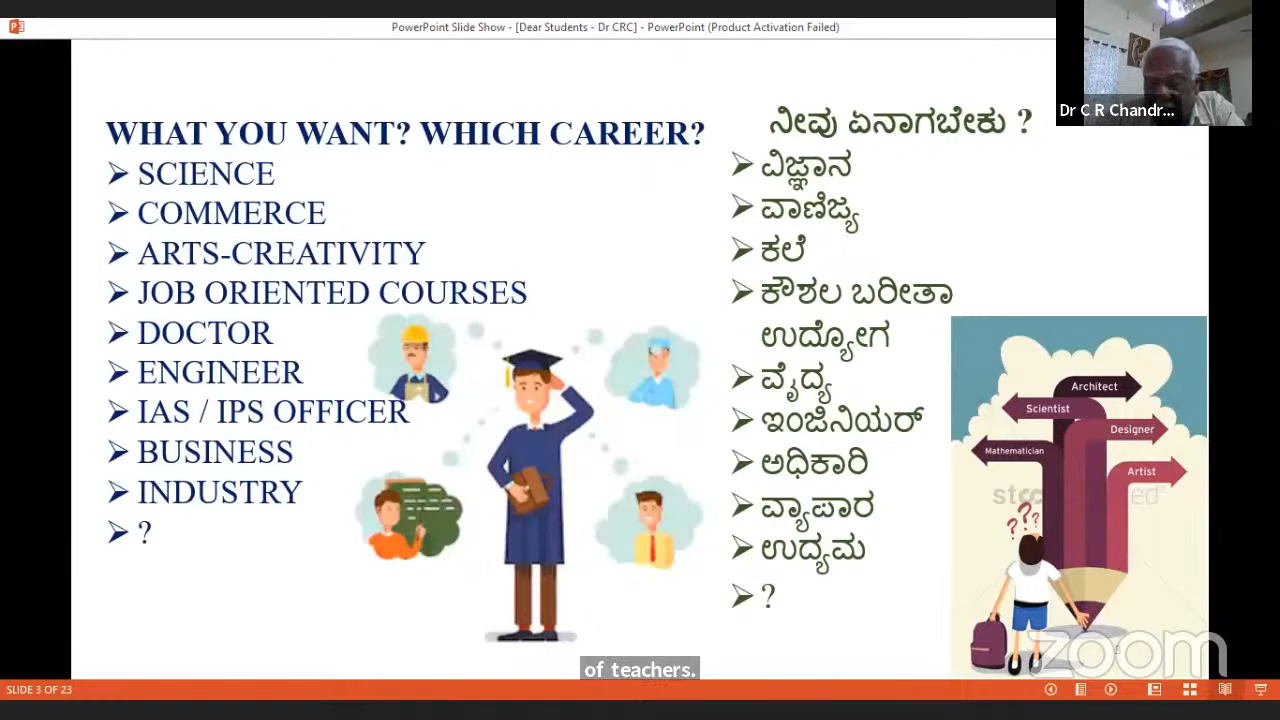 PowerPoint Slide Show - [Dear Students - Dr CRC] - PowerPoint (Product Activation Failed)
Dr C R Chandr...
WHAT YOU WANT? WHICH CAREER?
➢ SCIENCE
➢ COMMERCE
➢ ARTS-CREATIVITY
➢ JOB ORIENTED COURSES
➢ DOCTOR
➢ ENGINEER
➢ IAS / IPS OFFICER
➢ BUSINESS
➢ INDUSTRY
➢ ?
ನೀವು ಏನಾಗಬೇಕು ?
➢ ವಿಜ್ಞಾನ
➢ ವಾಣಿಜ್ಯ
➢ ಕಲೆ
➢ ಕೌಶಲ ಬರೀತಾ
ಉದ್ಯೋಗ
➢ ವೈದ್ಯ
➢ ಇಂಜಿನಿಯರ್
➢ ಅಧಿಕಾರಿ
➢ ವ್ಯಾಪಾರ
➢ ಉದ್ಯಮ
➢ ?
Architect
Scientist
Designer
Mathematician
Artist
? ? ?
zoom
of teachers.
SLIDE 3 OF 23